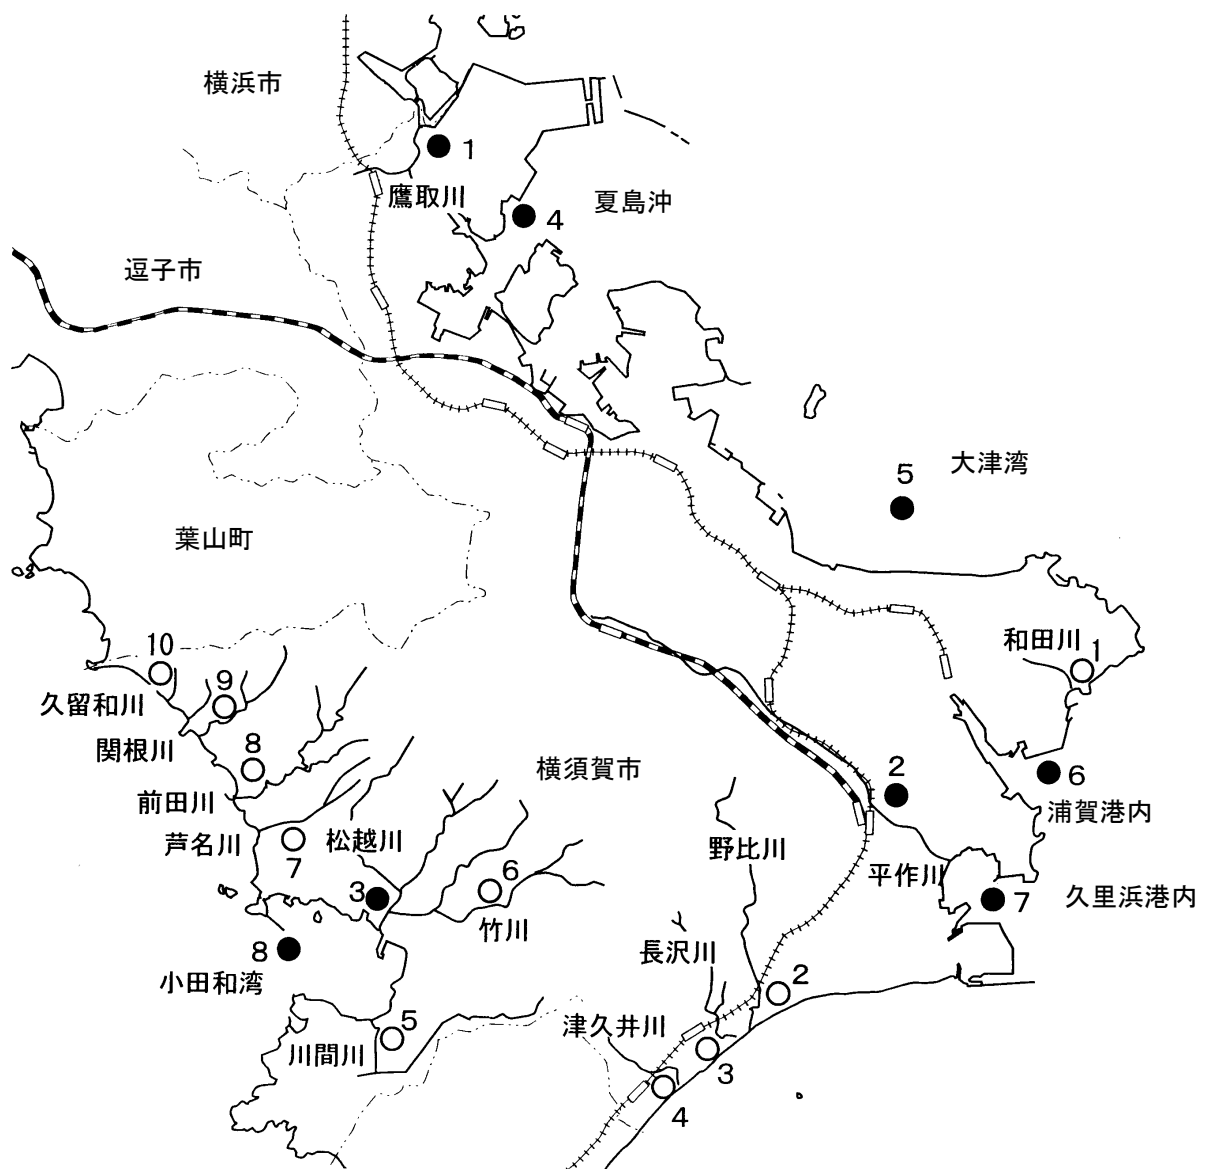 横浜市
1
鷹取川
夏島沖
4
逗子市
大津湾
5
葉山町
和田川
1
10
久留和川
9
関根川
8
横須賀市
2
6
前田川
浦賀港内
芦名川
7
松越川
野比川
平作川
3
6
7
久里浜港内
竹川
8
長沢川
小田和湾
2
5
津久井川
川間川
3
4